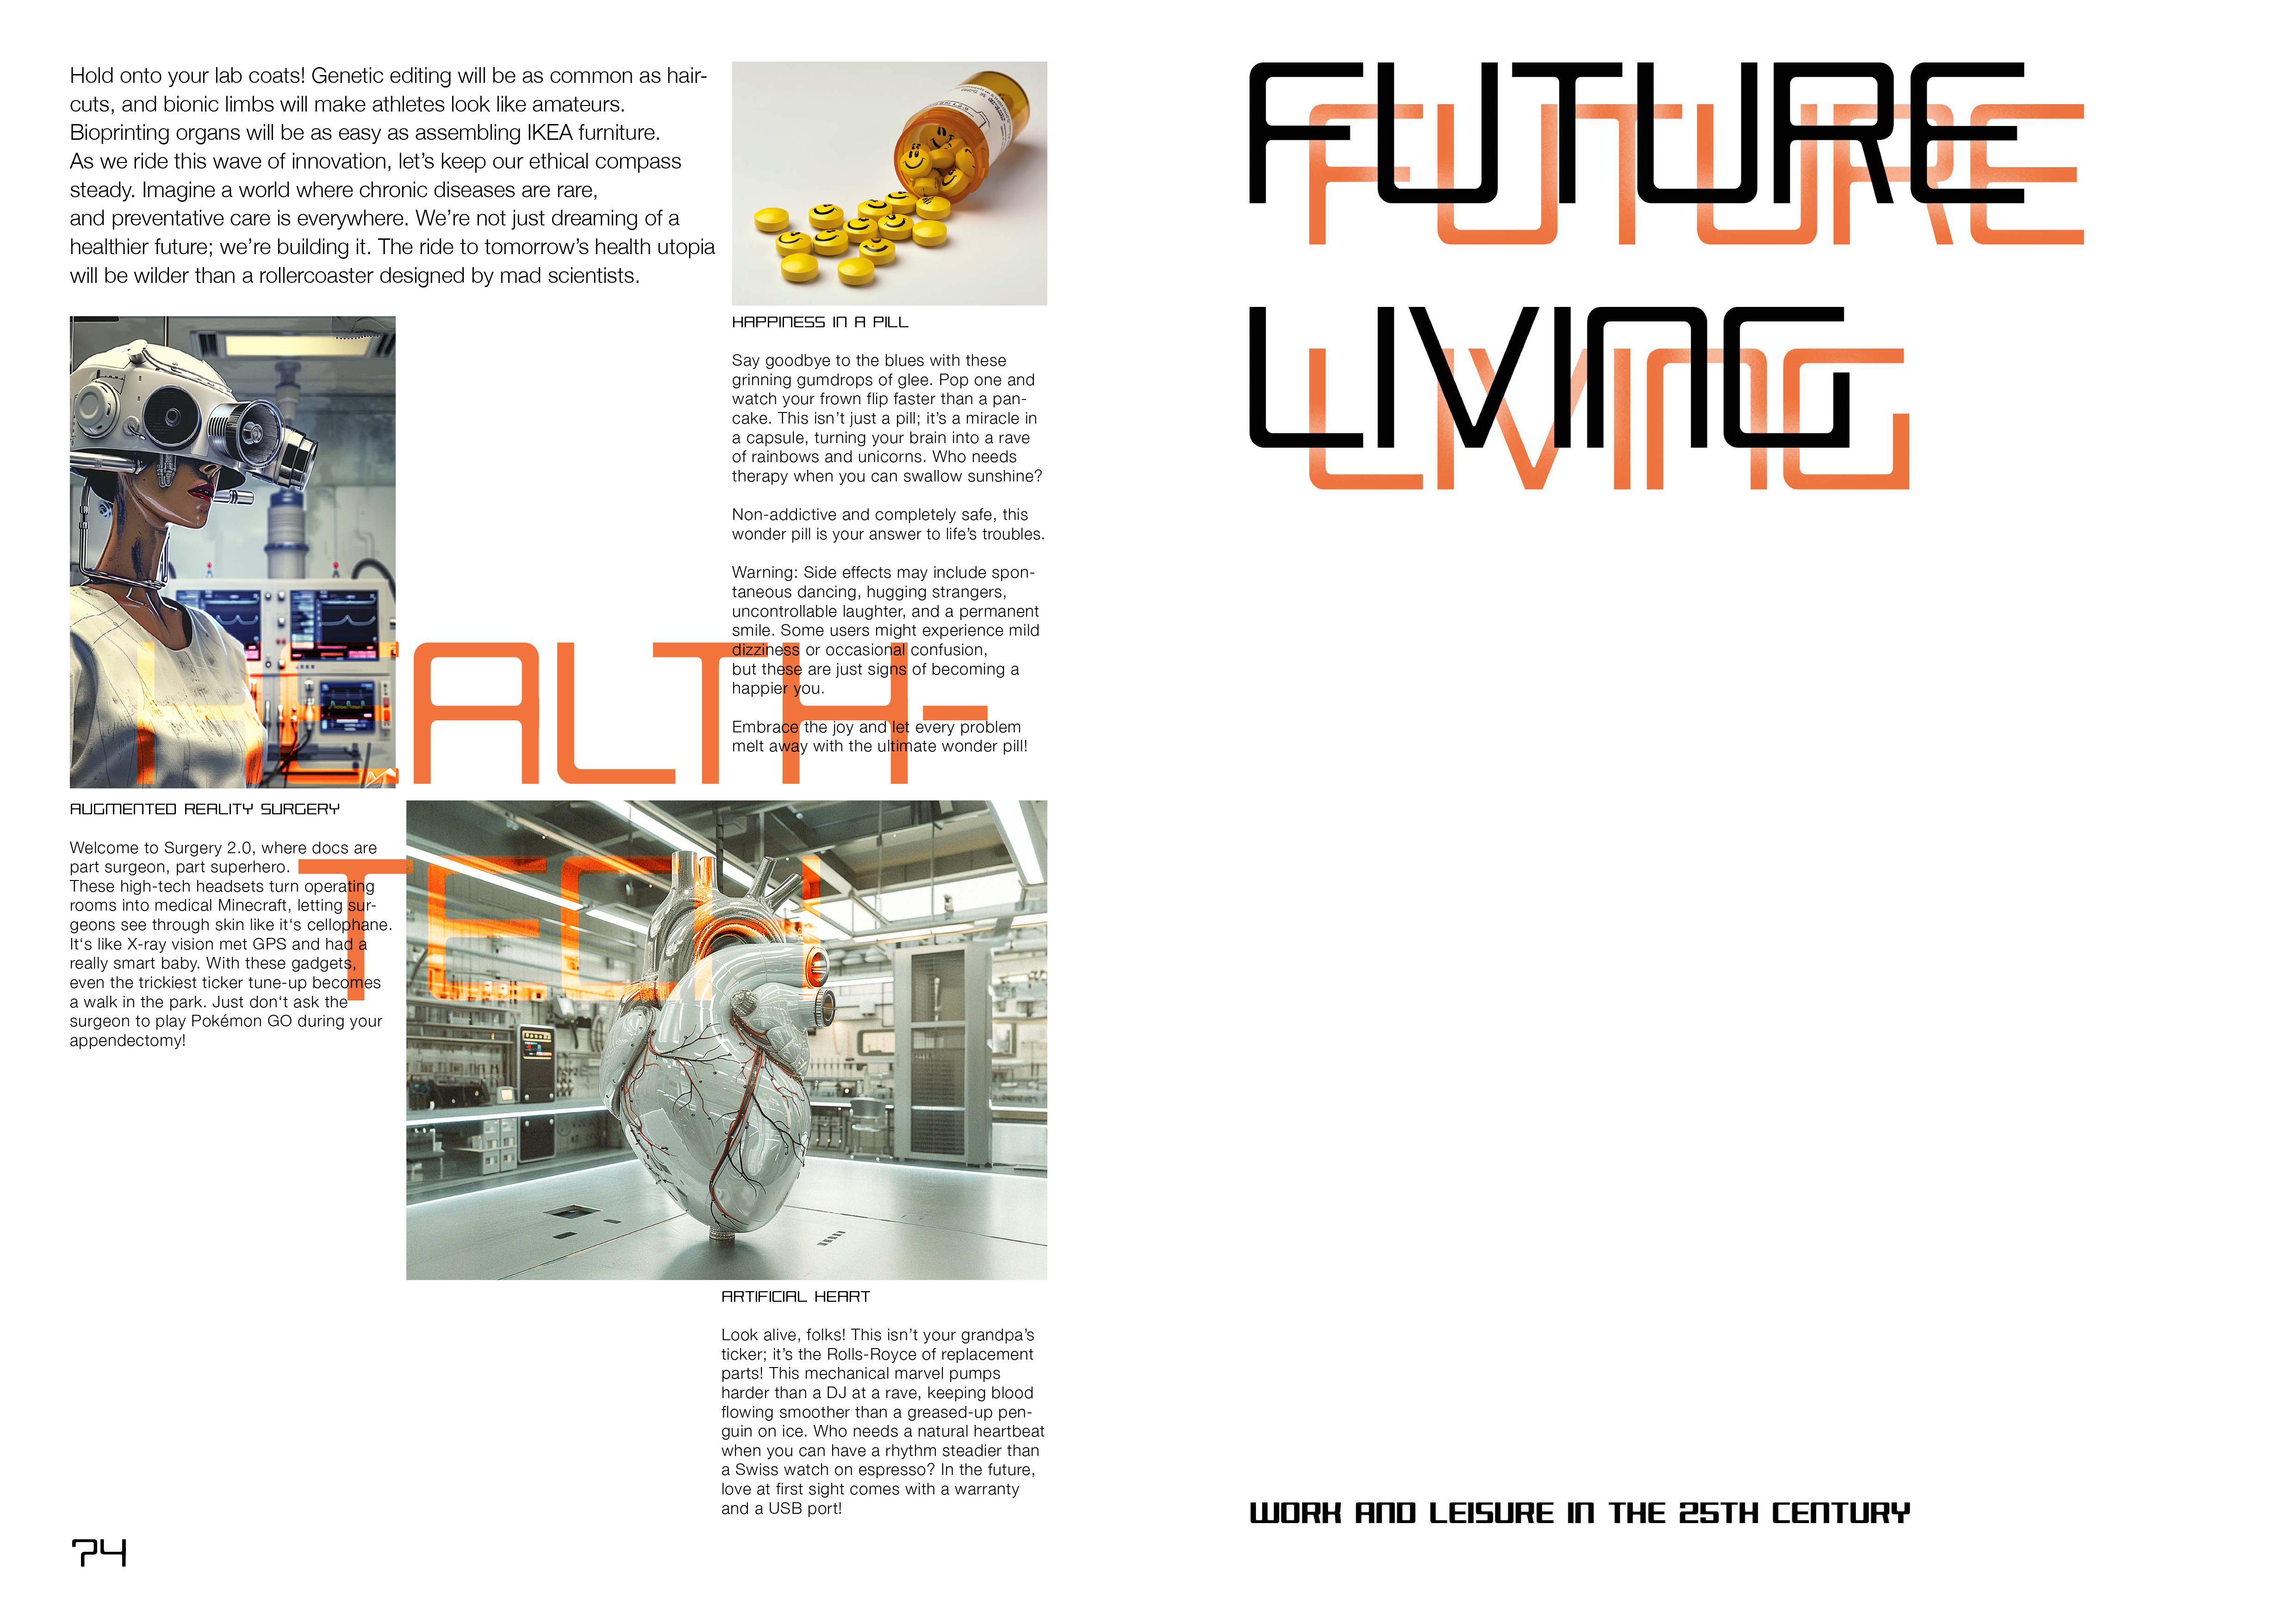 Hold onto your lab coats! Genetic editing will be as common as hair-
cuts, and bionic limbs will make athletes look like amateurs.
Bioprinting organs will be as easy as assembling IKEA furniture.
As we ride this wave of innovation, let’s keep our ethical compass
steady. Imagine a world where chronic diseases are rare,
and preventative care is everywhere. We’re not just dreaming of a
healthier future; we’re building it. The ride to tomorrow’s health utopia
will be wilder than a rollercoaster designed by mad scientists.
HAPPINESS IN A PILL
Say goodbye to the blues with these
grinning gumdrops of glee. Pop one and
watch your frown flip faster than a pan-
cake. This isn’t just a pill; it’s a miracle in
a capsule, turning your brain into a rave
of rainbows and unicorns. Who needs
therapy when you can swallow sunshine?
Non-addictive and completely safe, this
wonder pill is your answer to life’s troubles.
Warning: Side effects may include spon-
taneous dancing, hugging strangers,
uncontrollable laughter, and a permanent
smile. Some users might experience mild
dizziness or occasional confusion,
but these are just signs of becoming a
happier you.
Embrace the joy and let every problem
melt away with the ultimate wonder pill!
HEALTH-
TECH
AUGMENTED REALITY SURGERY
Welcome to Surgery 2.0, where docs are
part surgeon, part superhero.
These high-tech headsets turn operating
rooms into medical Minecraft, letting sur-
geons see through skin like it‘s cellophane.
It‘s like X-ray vision met GPS and had a
really smart baby. With these gadgets,
even the trickiest ticker tune-up becomes
a walk in the park. Just don‘t ask the
surgeon to play Pokémon GO during your
appendectomy!
ARTIFICIAL HEART
Look alive, folks! This isn’t your grandpa’s
ticker; it’s the Rolls-Royce of replacement
parts! This mechanical marvel pumps
harder than a DJ at a rave, keeping blood
flowing smoother than a greased-up pen-
guin on ice. Who needs a natural heartbeat
when you can have a rhythm steadier than
a Swiss watch on espresso? In the future,
love at first sight comes with a warranty
and a USB port!
74
FUTURE
FUTURE
LIVING
LIVING
WORK AND LEISURE IN THE 25TH CENTURY